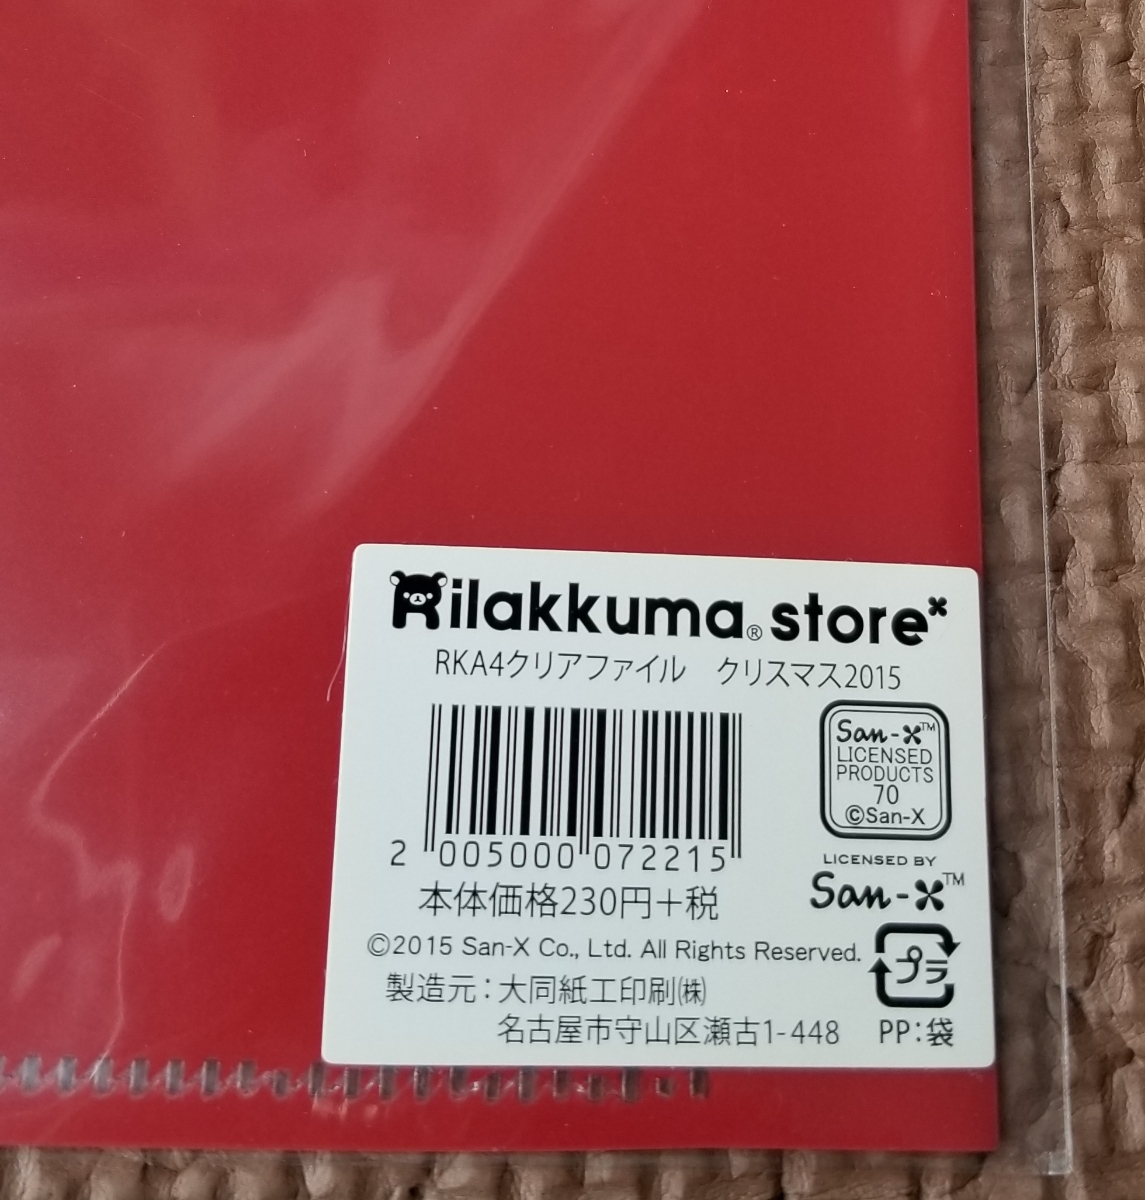 Rilakkuma® store
RKA4クリアファイル クリスマス2015
San-X™
LICENSED
PRODUCTS
70
©San-X
2 005000 072215
LICENSED BY
San-X™
本体価格230円+税
©2015 San-X Co., Ltd. All Rights Reserved.
プラ
製造元:大同紙工印刷㈱
名古屋市守山区瀬古1-448
PP:袋